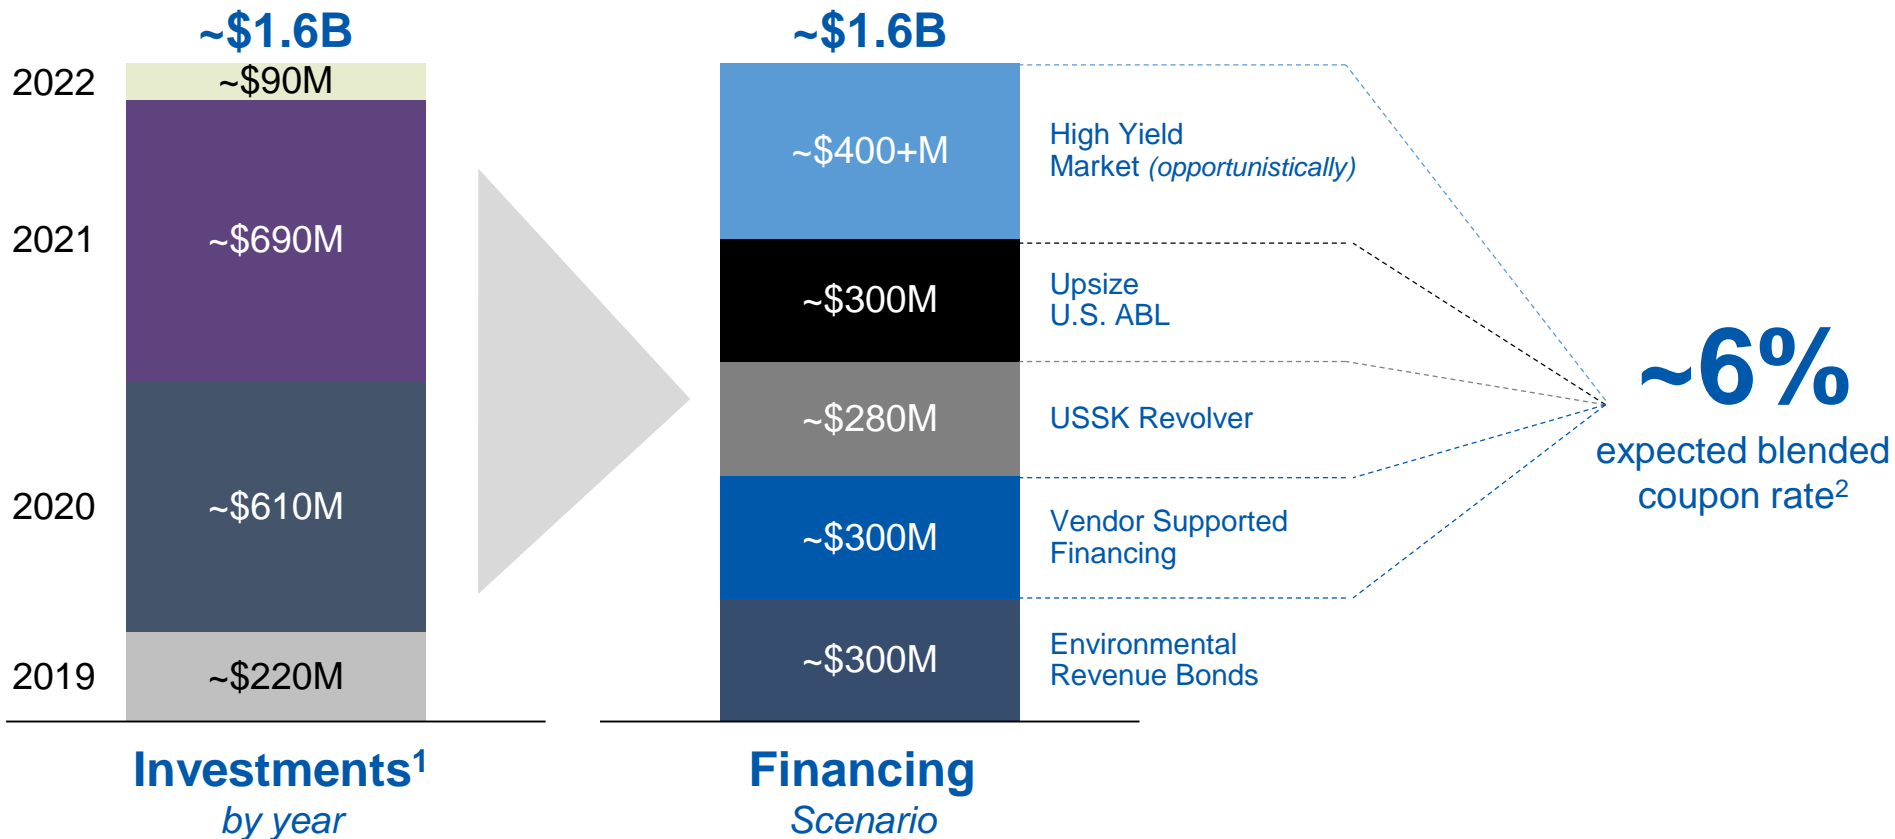 ~$1.6B
2022
~$90M
2021
~$690M
2020
~$610M
2019
~$220M
Investments¹
by year
~$1.6B
~$400+M
High Yield
Market (opportunistically)
~$300M
Upsize
U.S. ABL
~$280M
USSK Revolver
~$300M
Vendor Supported
Financing
~$300M
Environmental
Revenue Bonds
Financing
Scenario
~6%
expected blended
coupon rate²